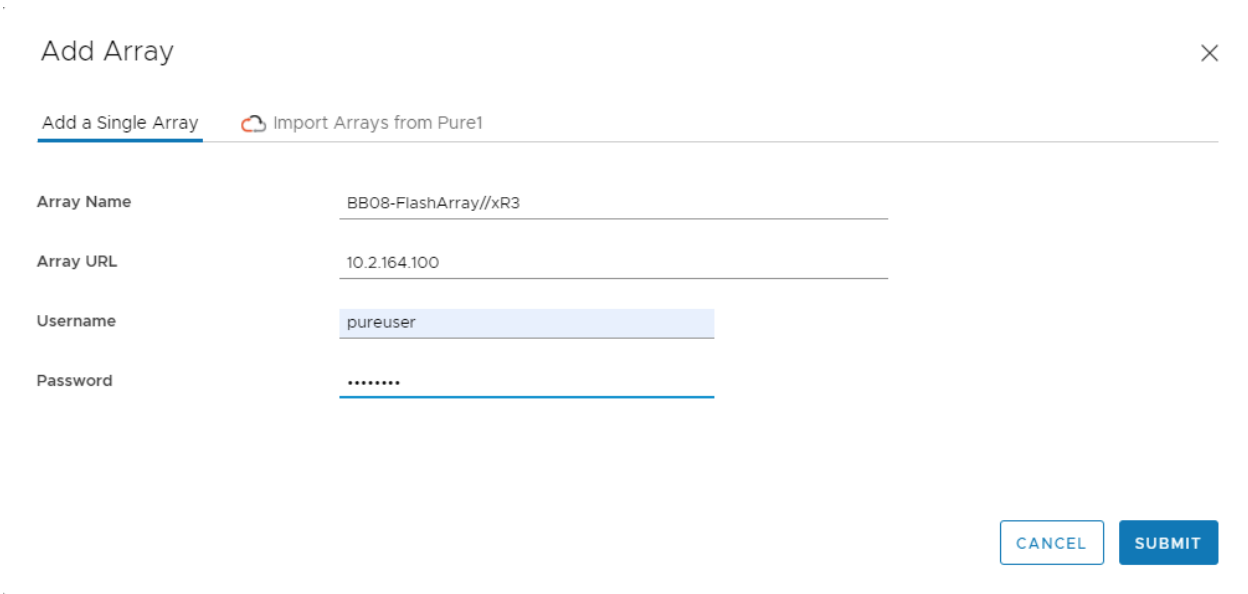 Add Array
Add a Single Array Import Arrays from Pure1
Array Name BB08-FlashArray//xR3
Array URL 10.2.164.100
Username pureuser
Password ••••••••
CANCEL SUBMIT